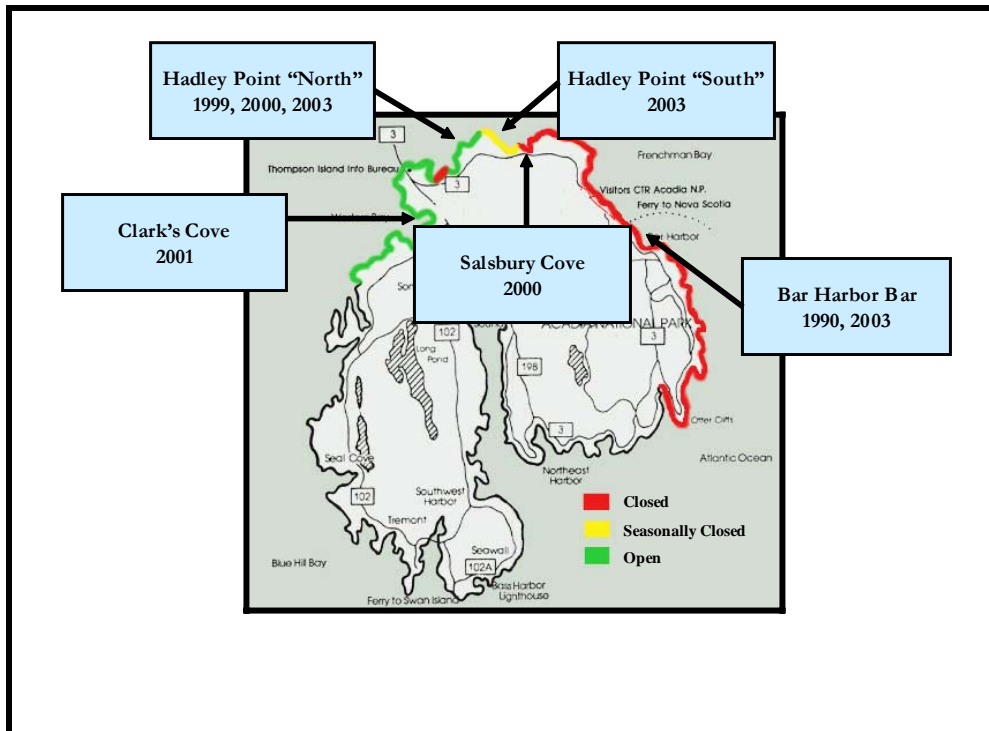 Hadley Point “North”
1999, 2000, 2003
Hadley Point “South”
2003
3
Frenchman Bay
Thompson Island Info Bureau
3
Visitors CTR Acadia N.P.
Ferry to Nova Scotia
Clark’s Cove
2001
Salsbury Cove
2000
Harbor
Bar Harbor Bar
1990, 2003
NATIONAL PARK
102
3
Long
Pond
198
Otter Cliffs
3
Atlantic Ocean
Seal Cove
Northeast
Harbor
102
Southwest
Harbor
Closed
Tremont
Seasonally Closed
Seawall
Open
Blue Hill Bay
102A
Bass Harbor
Lighthouse
Ferry to Swan Island